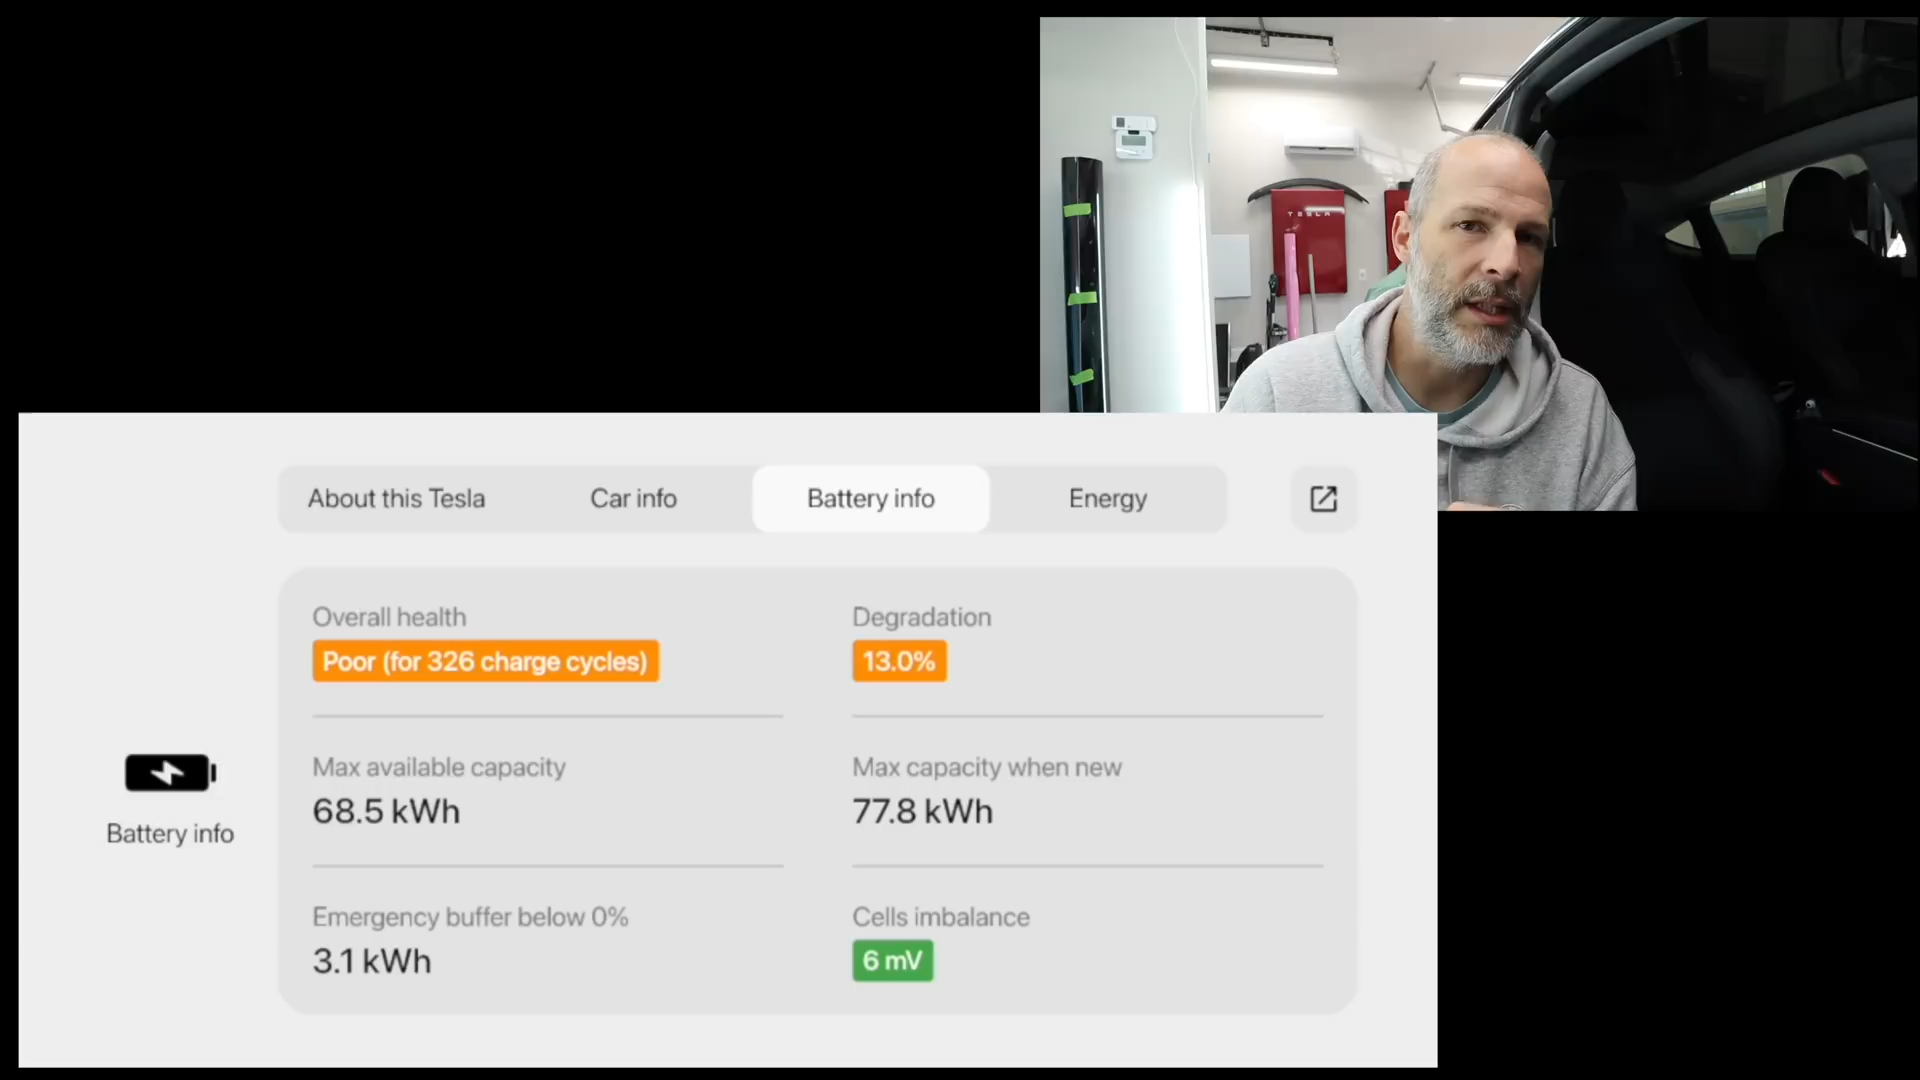 TESLA
About this Tesla
Car info
Battery info
Energy
Overall health
Poor (for 326 charge cycles)
Degradation
13.0%
Max available capacity
68.5 kWh
Max capacity when new
77.8 kWh
Battery info
Emergency buffer below 0%
3.1 kWh
Cells imbalance
6 mV